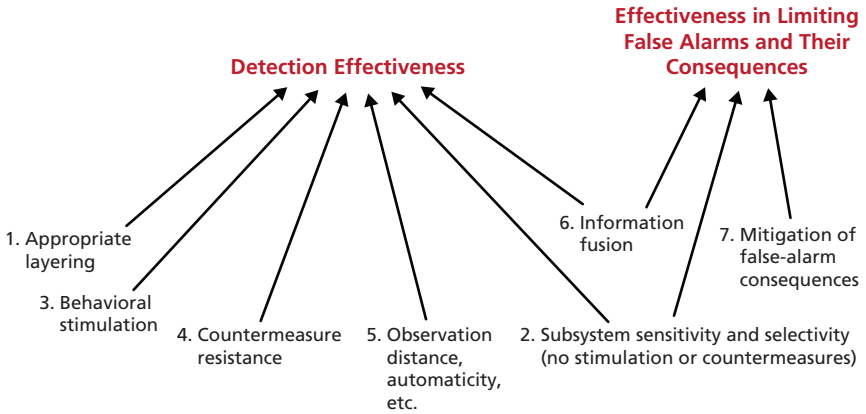 Effectiveness in Limiting
False Alarms and Their
Consequences
Detection Effectiveness
1. Appropriate
layering
3. Behavioral
stimulation
4. Countermeasure
resistance
5. Observation
distance,
automaticity,
etc.
6. Information
fusion
2. Subsystem sensitivity and selectivity
(no stimulation or countermeasures)
7. Mitigation of
false-alarm
consequences